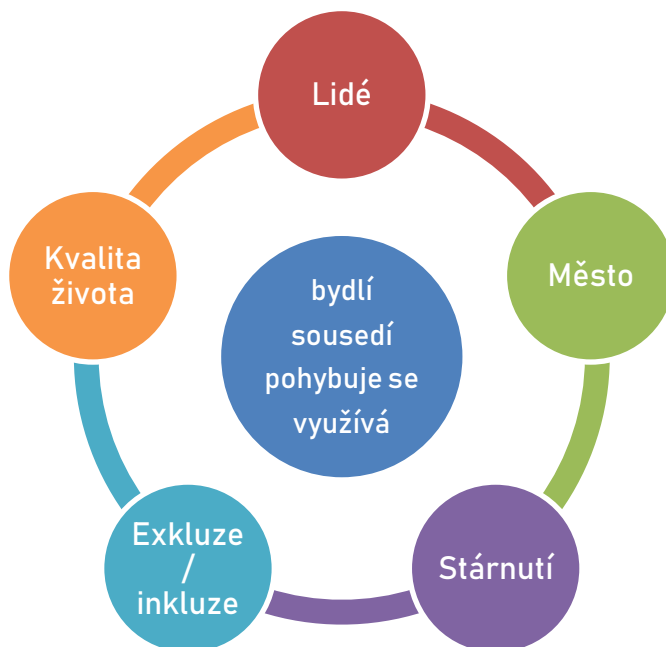 Lidé
Město
Stárnutí
Exkluze
/
inkluze
Kvalita
života
bydlí
sousedí
pohybuje se
využívá